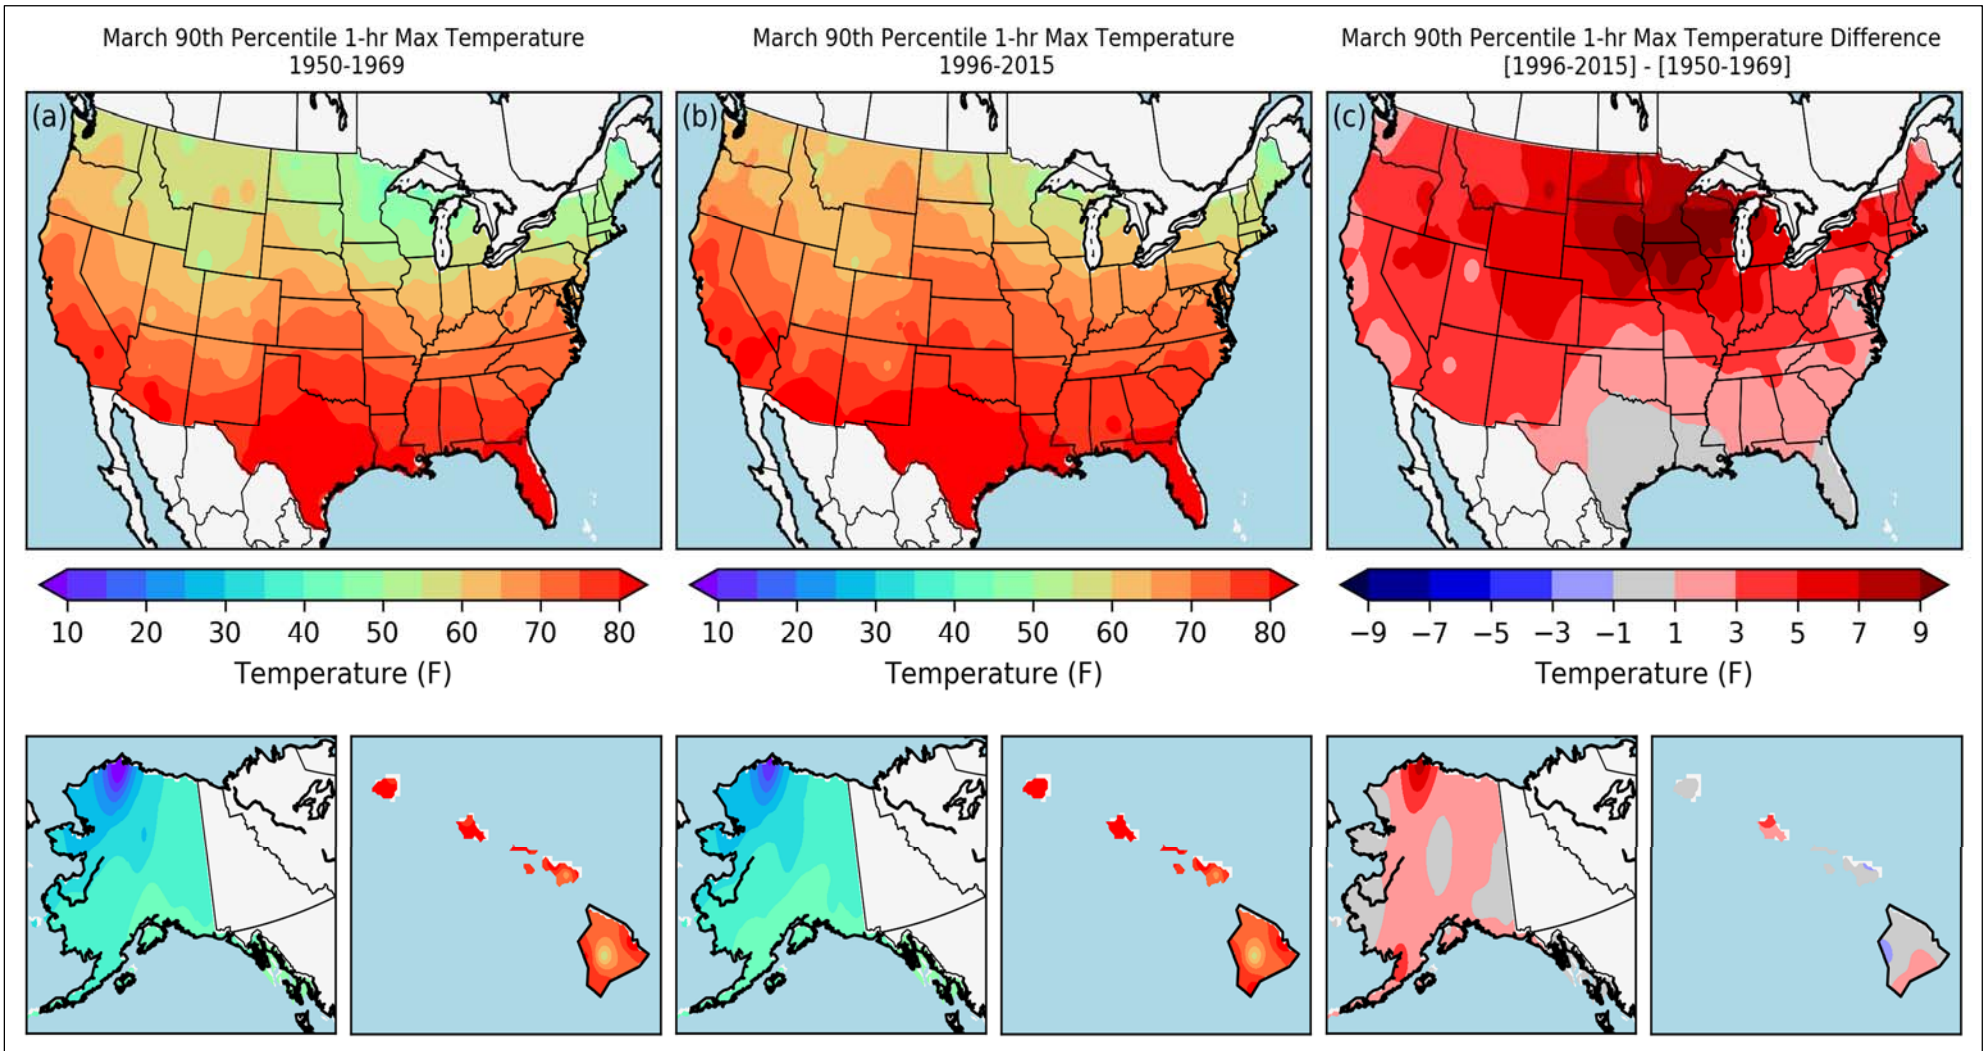 March 90th Percentile 1-hr Max Temperature
1950-1969
March 90th Percentile 1-hr Max Temperature
1996-2015
March 90th Percentile 1-hr Max Temperature Difference
[1996-2015] - [1950-1969]
(a)
(b)
(c)
10 20 30 40 50 60 70 80
Temperature (F)
10 20 30 40 50 60 70 80
Temperature (F)
−9 −7 −5 −3 −1 1 3 5 7 9
Temperature (F)